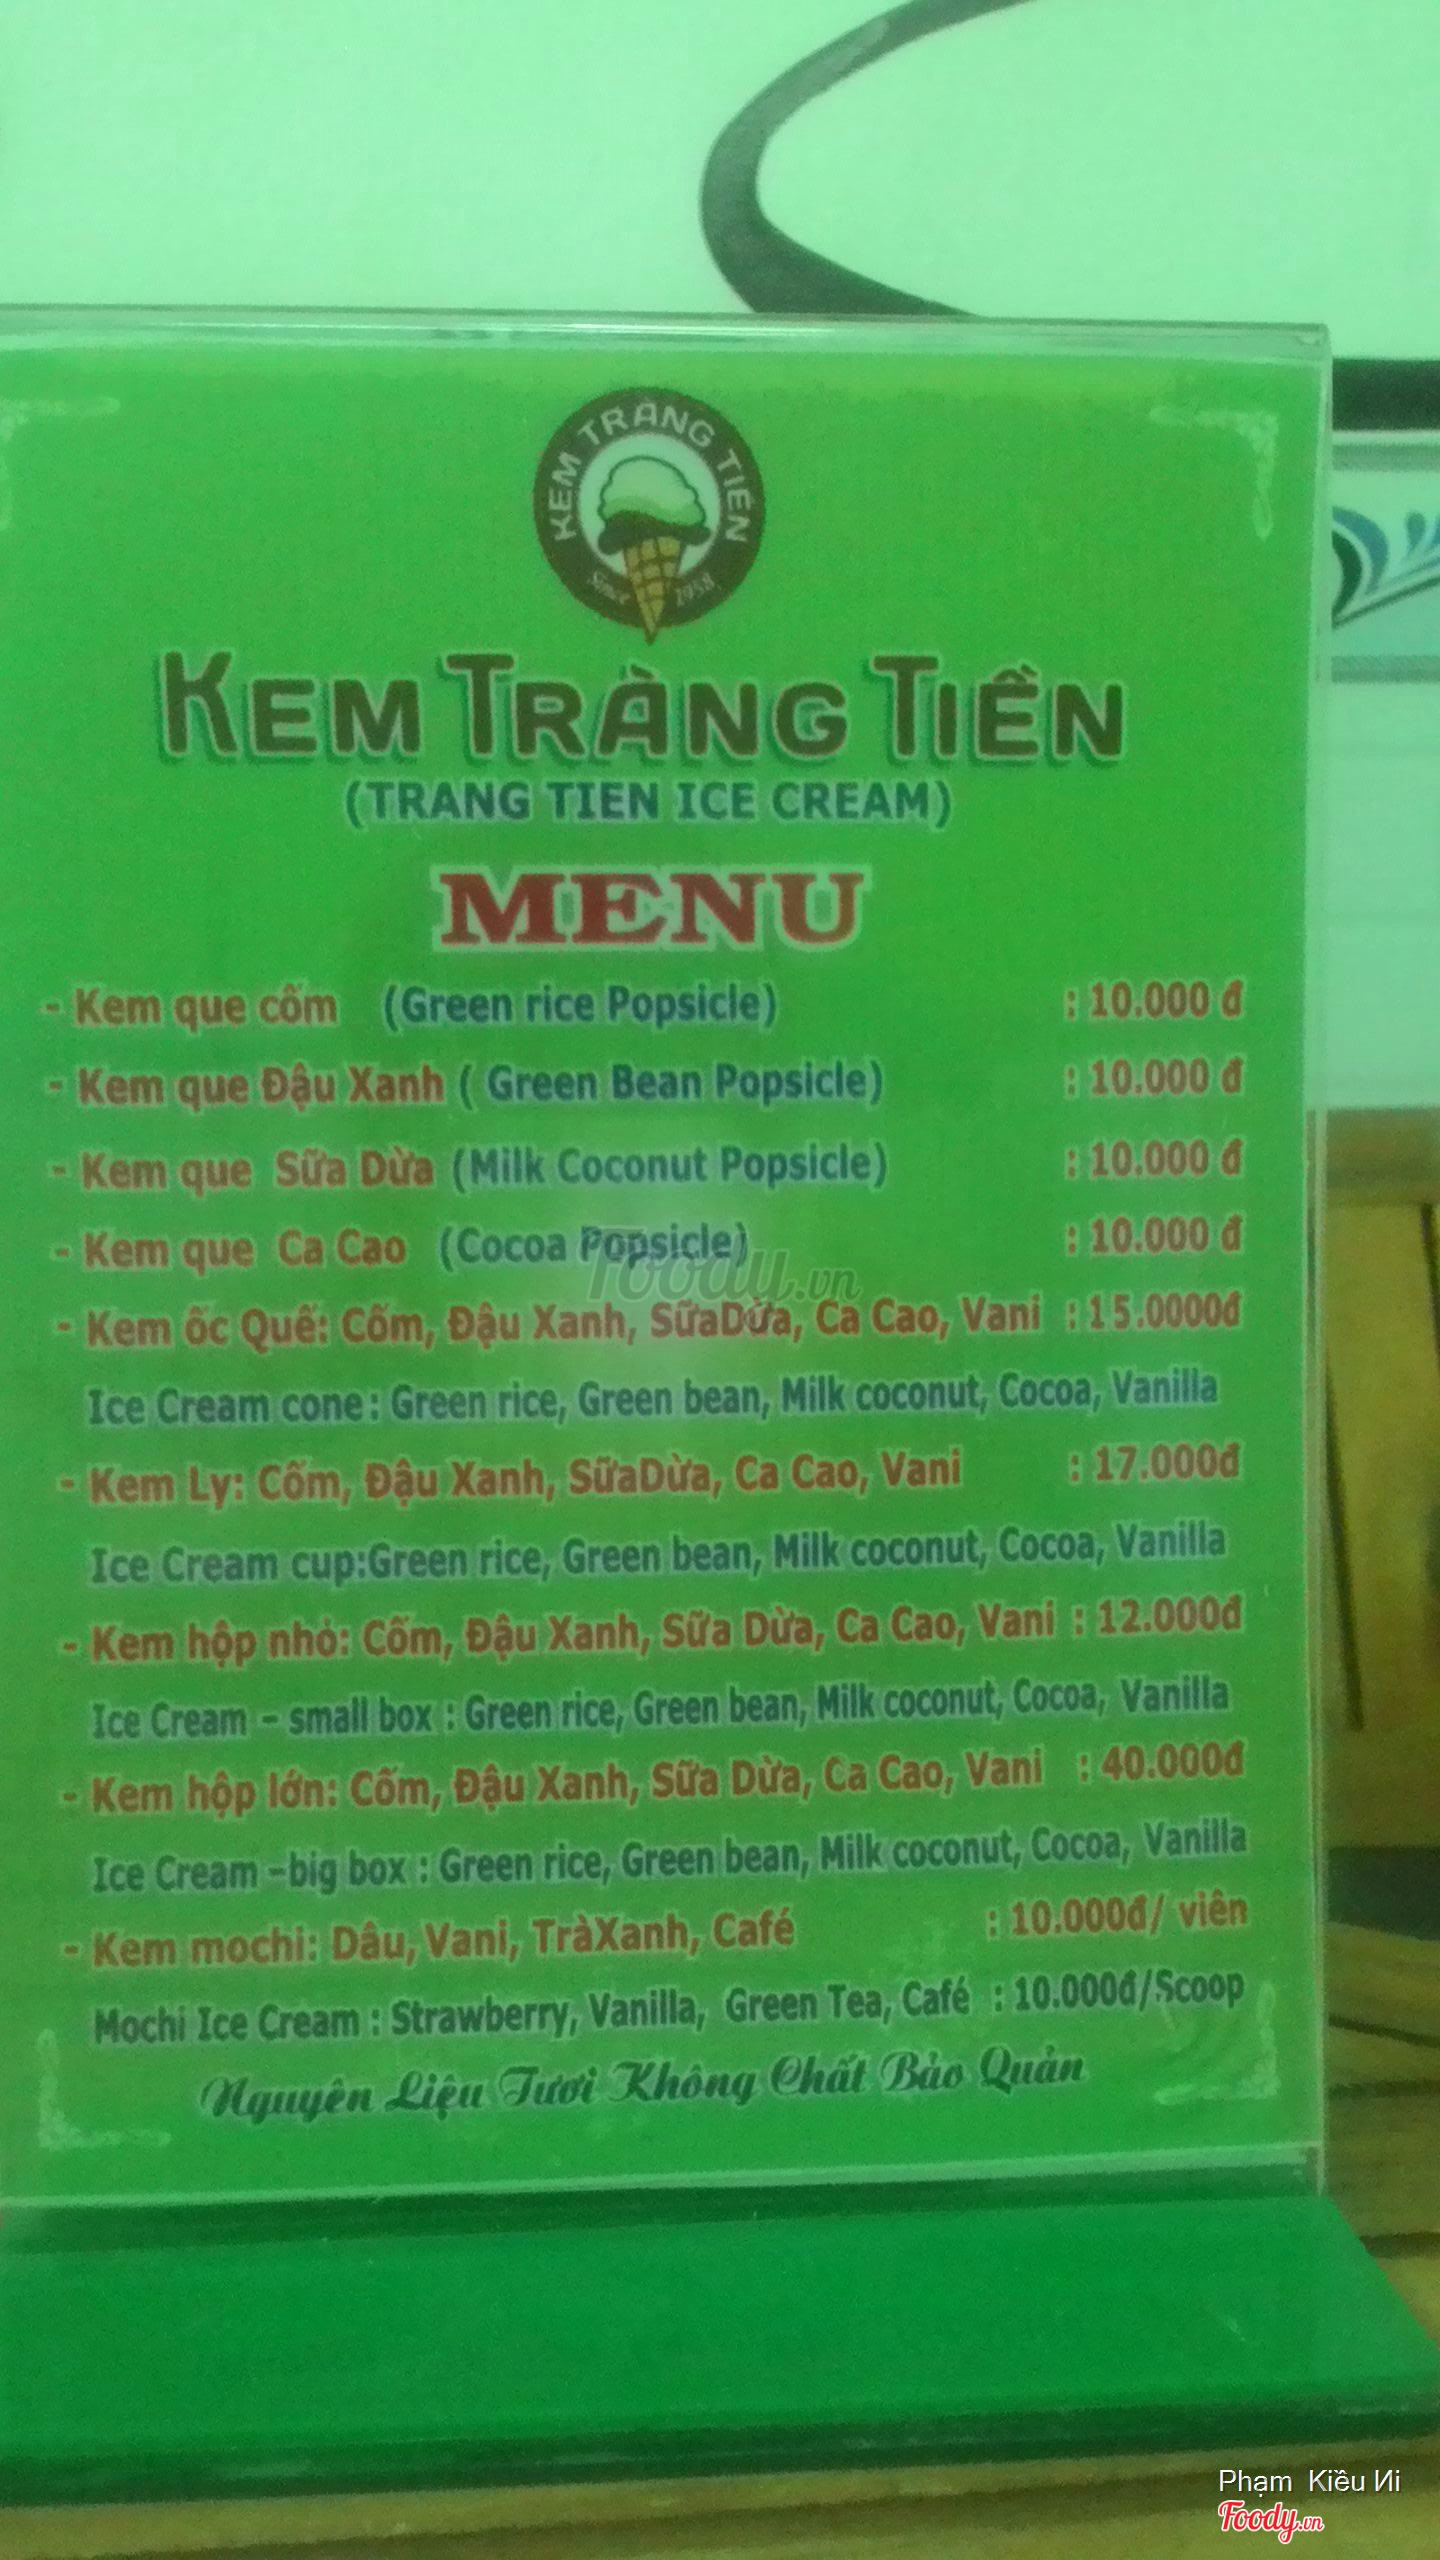 KEM TRÀNG TIỀN
Since 1958
KEM TRÀNG TIỀN
(TRANG TIEN ICE CREAM)
MENU
- Kem que cốm (Green rice Popsicle) : 10.000 đ
- Kem que Đậu Xanh ( Green Bean Popsicle) : 10.000 đ
- Kem que Sữa Dừa (Milk Coconut Popsicle) : 10.000 đ
- Kem que Ca Cao (Cocoa Popsicle) : 10.000 đ
Foody.vn
- Kem ốc Quế: Cốm, Đậu Xanh, SữaDừa, Ca Cao, Vani : 15.0000đ
Ice Cream cone : Green rice, Green bean, Milk coconut, Cocoa, Vanilla
- Kem Ly: Cốm, Đậu Xanh, SữaDừa, Ca Cao, Vani : 17.000đ
Ice Cream cup:Green rice, Green bean, Milk coconut, Cocoa, Vanilla
- Kem hộp nhỏ: Cốm, Đậu Xanh, Sữa Dừa, Ca Cao, Vani : 12.000đ
Ice Cream – small box : Green rice, Green bean, Milk coconut, Cocoa, Vanilla
- Kem hộp lớn: Cốm, Đậu Xanh, Sữa Dừa, Ca Cao, Vani : 40.000đ
Ice Cream –big box : Green rice, Green bean, Milk coconut, Cocoa, Vanilla
- Kem mochi: Dâu, Vani, TràXanh, Café : 10.000đ/ viên
Mochi Ice Cream : Strawberry, Vanilla, Green Tea, Café : 10.000đ/Scoop
Nguyên Liệu Tươi Không Chất Bảo Quản
Phạm Kiều Иi
Foody.vn